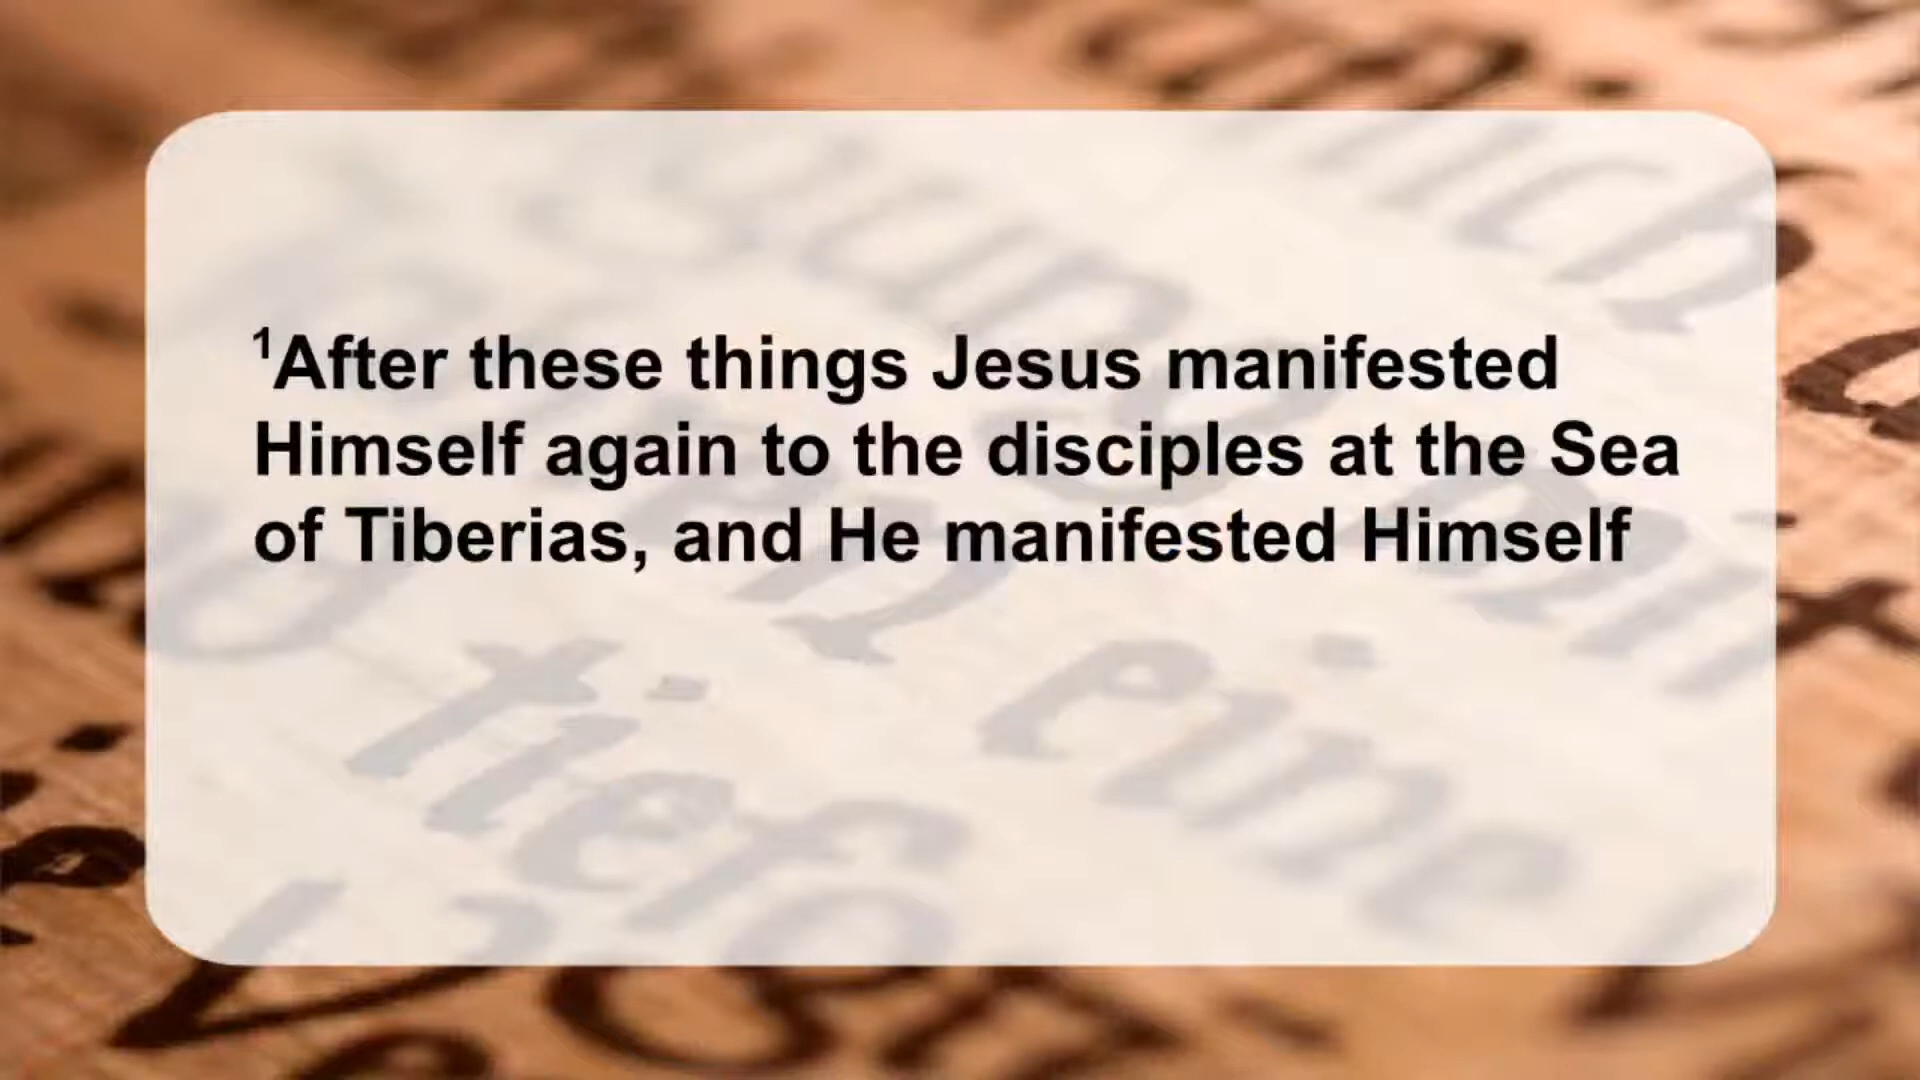 ¹After these things Jesus manifested
Himself again to the disciples at the Sea
of Tiberias, and He manifested Himself